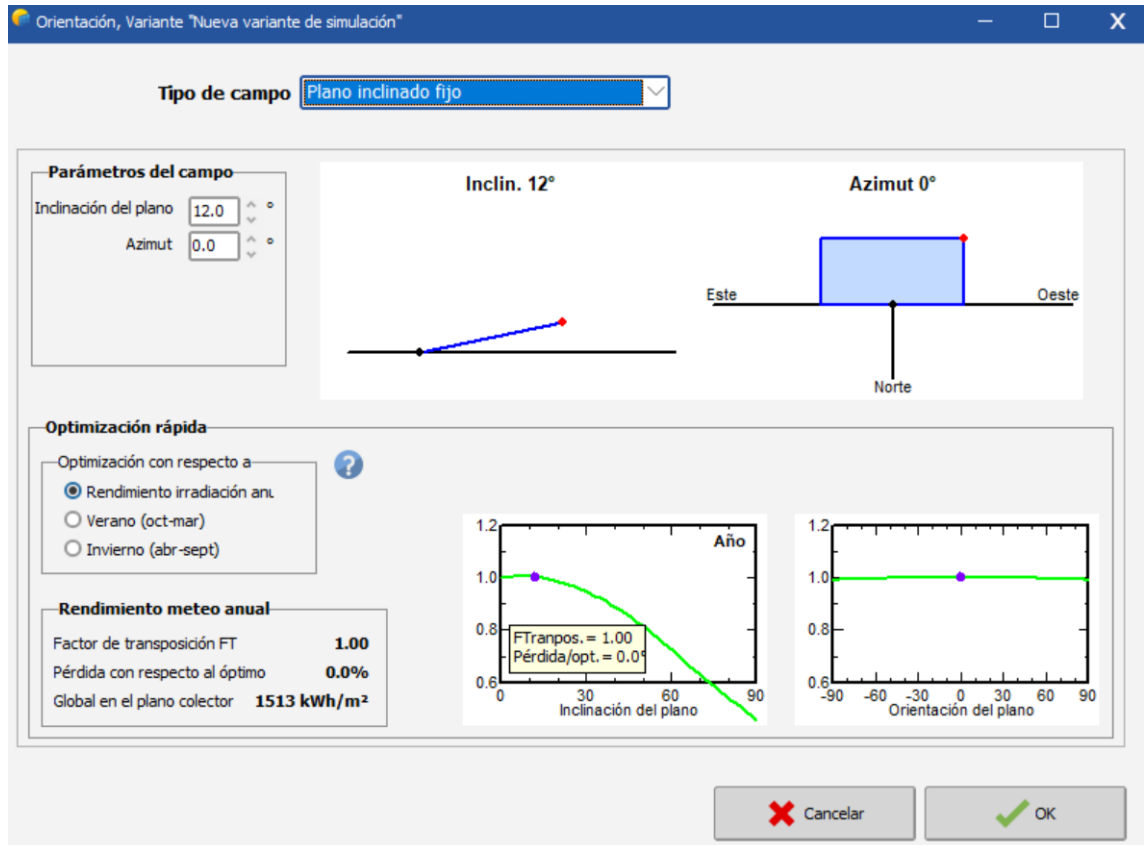 Orientación, Variante "Nueva variante de simulación"
Tipo de campo Plano inclinado fijo
Parámetros del campo
Inclinación del plano 12.0 °
Azimut 0.0 °
Inclin. 12°
Azimut 0°
Este
Oeste
Norte
Optimización rápida
Optimización con respecto a
Rendimiento irradiación anu
Verano (oct-mar)
Invierno (abr-sept)
Rendimiento meteo anual
Factor de transposición FT 1.00
Pérdida con respecto al óptimo 0.0%
Global en el plano colector 1513 kWh/m²
Año
1.2
1.0
0.8
0.6
FTranpos. = 1.00
Pérdida/opt. = 0.0%
0 30 60 90
Inclinación del plano
1.2
1.0
0.8
0.6
-90 -60 -30 0 30 60 90
Orientación del plano
Cancelar
OK